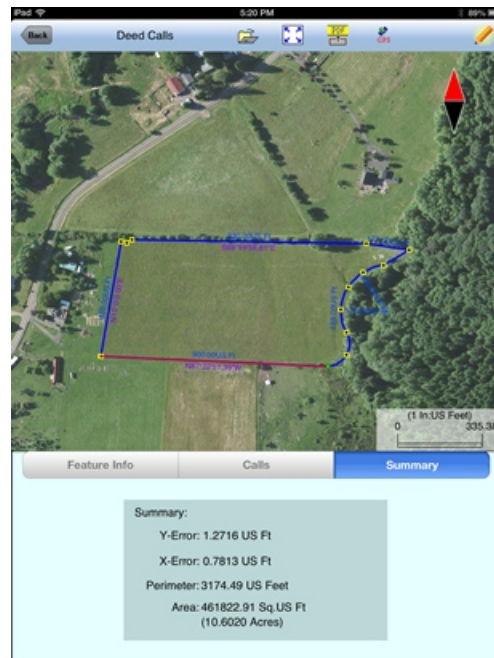 iPad 5:20 PM 89%
Back Deed Calls PDF GPS
(1 In:US Feet)
0 335.38
Feature Info Calls Summary
Summary:
Y-Error: 1.2716 US Ft
X-Error: 0.7813 US Ft
Perimeter: 3174.49 US Feet
Area: 461822.91 Sq.US Ft
(10.6020 Acres)